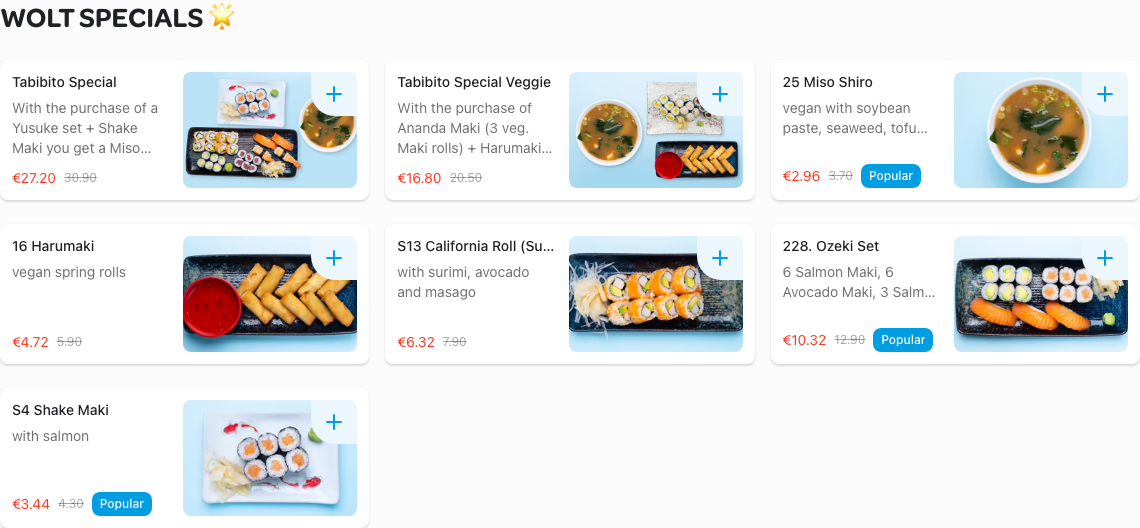 WOLT SPECIALS 🌟
Tabibito Special
With the purchase of a
Yusuke set + Shake
Maki you get a Miso...
€27.20 30.90
Tabibito Special Veggie
With the purchase of
Ananda Maki (3 veg.
Maki rolls) + Harumaki...
€16.80 20.50
25 Miso Shiro
vegan with soybean
paste, seaweed, tofu...
€2.96 3.70 Popular
16 Harumaki
vegan spring rolls
€4.72 5.90
S13 California Roll (Su...
with surimi, avocado
and masago
€6.32 7.90
228. Ozeki Set
6 Salmon Maki, 6
Avocado Maki, 3 Salm...
€10.32 12.90 Popular
S4 Shake Maki
with salmon
€3.44 4.30 Popular